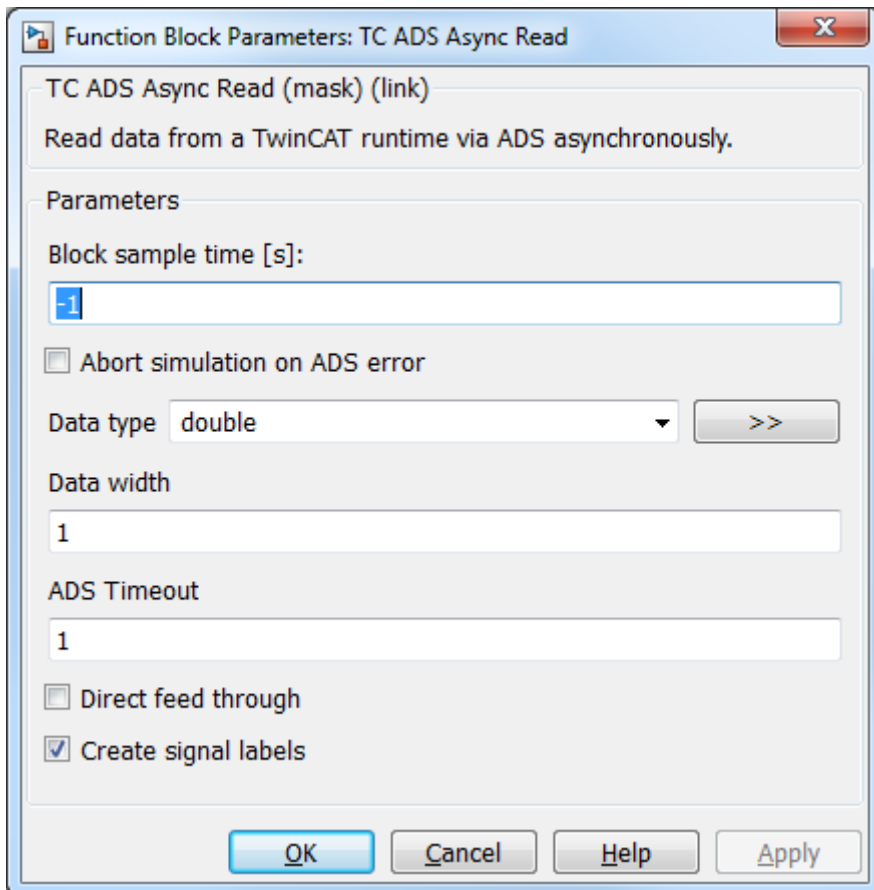 Function Block Parameters: TC ADS Async Read
TC ADS Async Read (mask) (link)
Read data from a TwinCAT runtime via ADS asynchronously.
Parameters
Block sample time [s]:
-1
Abort simulation on ADS error
Data type double >>
Data width
1
ADS Timeout
1
Direct feed through
Create signal labels
OK Cancel Help Apply